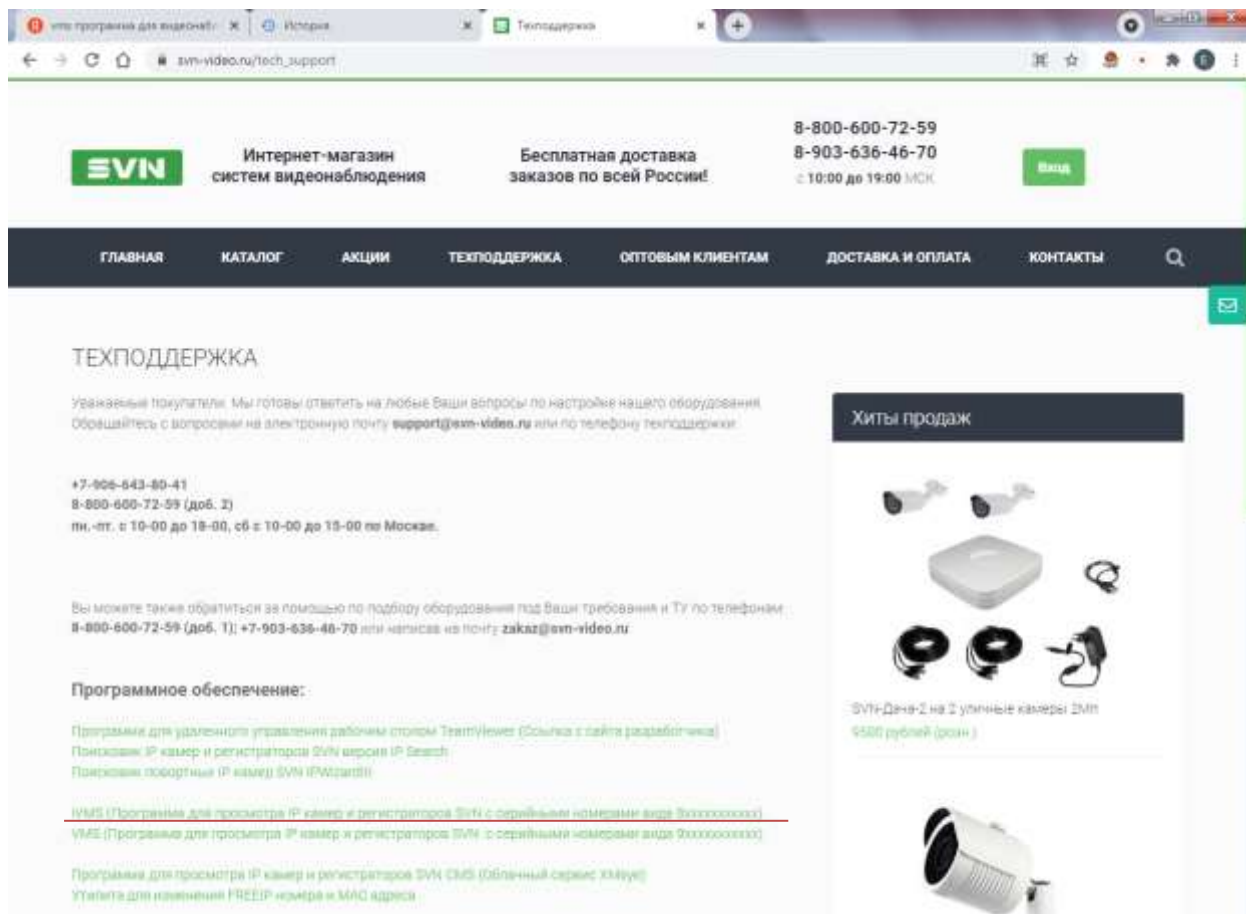 История
Техподдержка
svn-video.ru/tech_support
SVN
Интернет-магазин
систем видеонаблюдения
Бесплатная доставка
заказов по всей России!
8-800-600-72-59
8-903-636-46-70
с 10:00 до 19:00 МСК
Вход
ГЛАВНАЯ
КАТАЛОГ
АКЦИИ
ТЕХПОДДЕРЖКА
ОПТОВЫМ КЛИЕНТАМ
ДОСТАВКА И ОПЛАТА
КОНТАКТЫ
ТЕХПОДДЕРЖКА
Уважаемые покупатели. Мы готовы ответить на любые Ваши вопросы по настройке нашего оборудования.
Обращайтесь с вопросами на электронную почту support@svn-video.ru или по телефону техподдержки:
+7-906-643-80-41
8-800-600-72-59 (доб. 2)
пн.-пт. с 10-00 до 18-00, сб с 10-00 до 15-00 по Москве.
Вы можете также обратиться за помощью по подбору оборудования под Ваши требования и ТУ по телефонам:
8-800-600-72-59 (доб. 1); +7-903-636-46-70 или написав на почту zakaz@svn-video.ru
Программное обеспечение:
Программа для удаленного управления рабочим столом TeamViewer (Ссылка с сайта разработчика)
Поисковик IP камер и регистраторов SVN версия IP Search
Поисковик поворотных IP камер SVN IPWizardIII
IVMS (Программа для просмотра IP камер и регистраторов SVN с серийными номерами вида
VMS (Программа для просмотра IP камер и регистраторов SVN с серийными номерами вида
Программа для просмотра IP камер и регистраторов SVN CMS (Облачный сервис XMeye)
Утилита для изменения FREEIP номера и MAC адреса
Хиты продаж
SVN-Дача-2 на 2 уличные камеры 2Мп
9500 рублей (розн.)